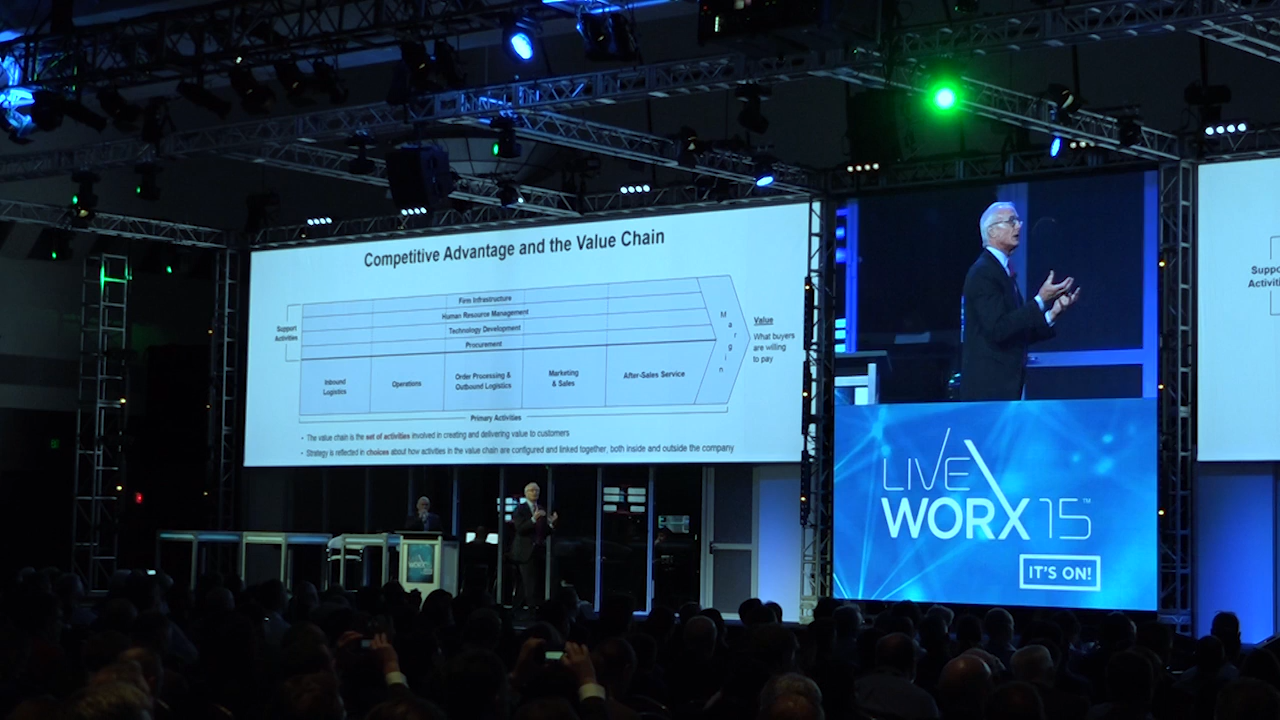 Competitive Advantage and the Value Chain
Support
Activities
Firm Infrastructure
Human Resource Management
Technology Development
Procurement
Inbound
Logistics
Operations
Order Processing &
Outbound Logistics
Marketing
& Sales
After-Sales Service
Margin
Value
What buyers
are willing
to pay
Primary Activities
• The value chain is the set of activities involved in creating and delivering value to customers
• Strategy is reflected in choices about how activities in the value chain are configured and linked together, both inside and outside the company
LIVE
WORX 15™
IT'S ON!
WORX